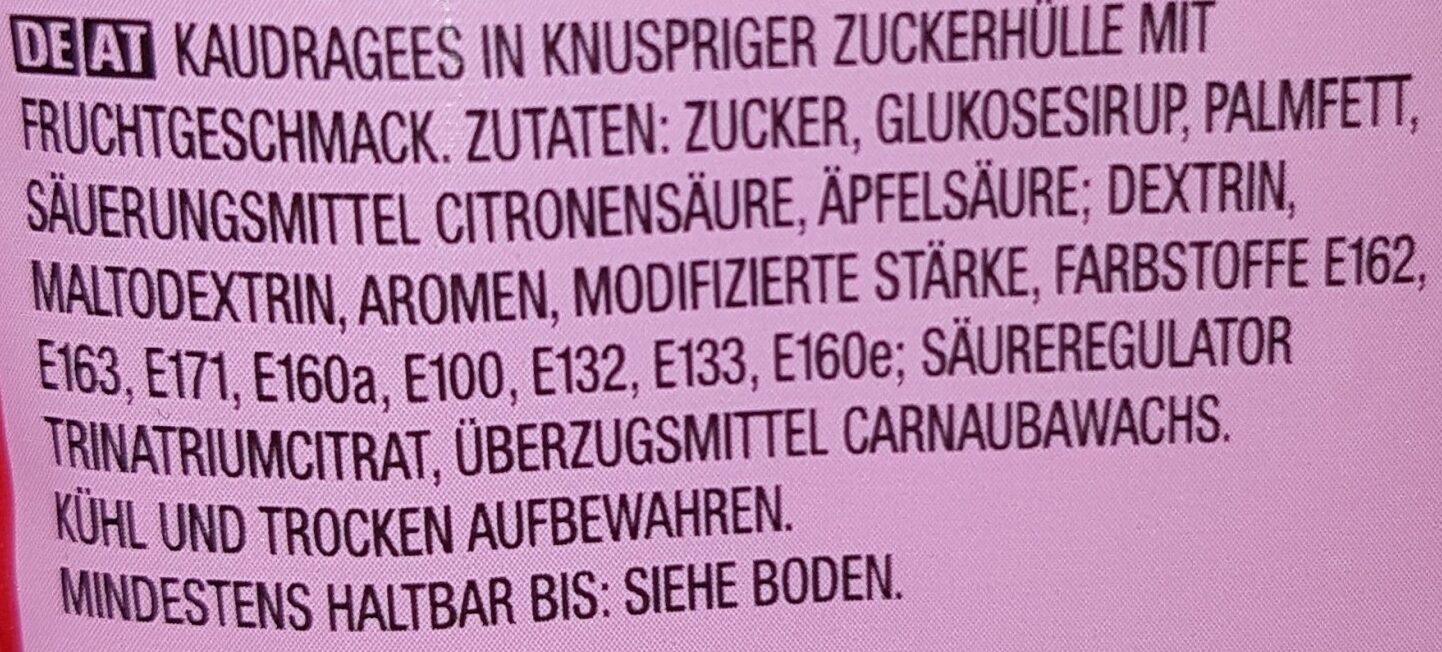 DE AT KAUDRAGEES IN KNUSPRIGER ZUCKERHÜLLE MIT
FRUCHTGESCHMACK. ZUTATEN: ZUCKER, GLUKOSESIRUP, PALMFETT,
SÄUERUNGSMITTEL CITRONENSÄURE, ÄPFELSÄURE; DEXTRIN,
MALTODEXTRIN, AROMEN, MODIFIZIERTE STÄRKE, FARBSTOFFE E162,
E163, E171, E160a, E100, E132, E133, E160e; SÄUREREGULATOR
TRINATRIUMCITRAT, ÜBERZUGSMITTEL CARNAUBAWACHS.
KÜHL UND TROCKEN AUFBEWAHREN.
MINDESTENS HALTBAR BIS: SIEHE BODEN.